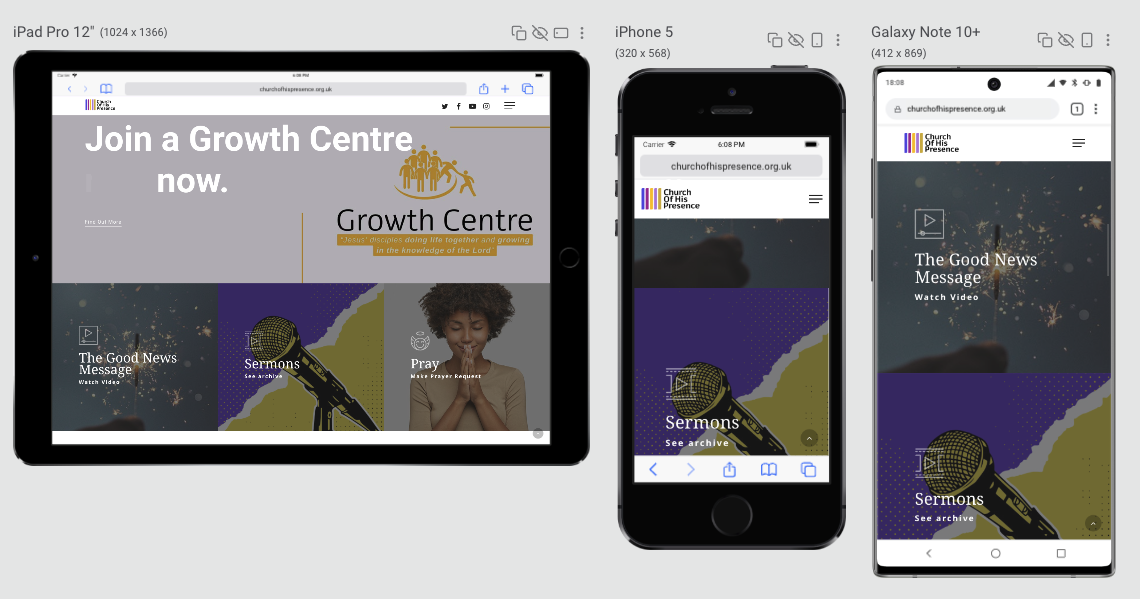 iPad Pro 12" (1024 x 1366)
Carrier
6:08 PM
churchofhispresence.org.uk
Church
Of His
Presence
Join a Growth Centre
now.
Find Out More
Growth Centre
"Jesus' disciples doing life together and growing
in the knowledge of the Lord"
The Good News
Message
Watch Video
Sermons
See archive
Pray
Make Prayer Request
iPhone 5
(320 x 568)
Carrier
6:08 PM
churchofhispresence.org.uk
Church
Of His
Presence
Sermons
See archive
Galaxy Note 10+
(412 x 869)
18:08
churchofhispresence.org.uk
1
Church
Of His
Presence
The Good News
Message
Watch Video
Sermons
See archive